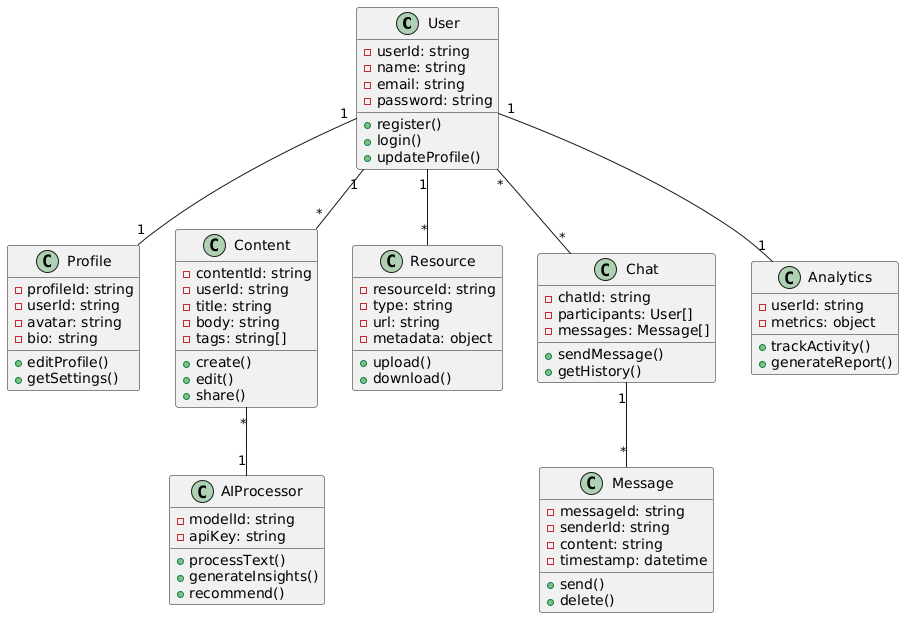 C User
userId: string
name: string
email: string
password: string
register()
login()
updateProfile()
1
1
1
*
1
1
*
*
*
1
C Profile
profileId: string
userId: string
avatar: string
bio: string
editProfile()
getSettings()
C Content
contentId: string
userId: string
title: string
body: string
tags: string[]
create()
edit()
share()
C Resource
resourceId: string
type: string
url: string
metadata: object
upload()
download()
C Chat
chatId: string
participants: User[]
messages: Message[]
sendMessage()
getHistory()
C Analytics
userId: string
metrics: object
trackActivity()
generateReport()
*
1
1
*
C AIProcessor
modelId: string
apiKey: string
processText()
generateInsights()
recommend()
C Message
messageId: string
senderId: string
content: string
timestamp: datetime
send()
delete()